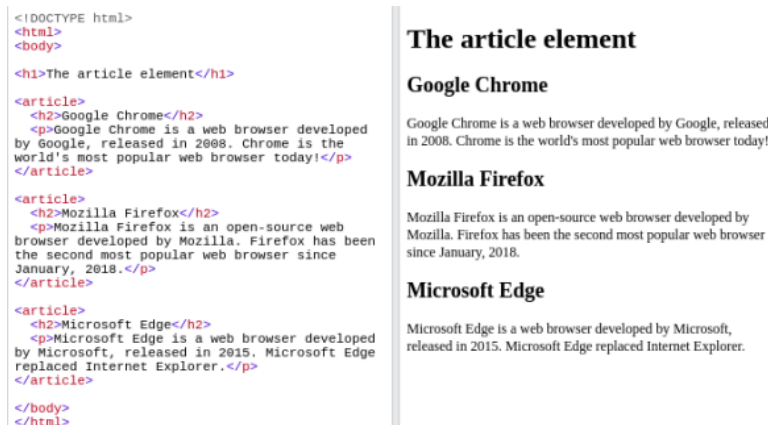 <!DOCTYPE html>
<html>
<body>
<h1>The article element</h1>
<article>
<h2>Google Chrome</h2>
<p>Google Chrome is a web browser developed
by Google, released in 2008. Chrome is the
world's most popular web browser today!</p>
</article>
<article>
<h2>Mozilla Firefox</h2>
<p>Mozilla Firefox is an open-source web
browser developed by Mozilla. Firefox has been
the second most popular web browser since
January, 2018.</p>
</article>
<article>
<h2>Microsoft Edge</h2>
<p>Microsoft Edge is a web browser developed
by Microsoft, released in 2015. Microsoft Edge
replaced Internet Explorer.</p>
</article>
</body>
</html>
The article element
Google Chrome
Google Chrome is a web browser developed by Google, released
in 2008. Chrome is the world's most popular web browser today!
Mozilla Firefox
Mozilla Firefox is an open-source web browser developed by
Mozilla. Firefox has been the second most popular web browser
since January, 2018.
Microsoft Edge
Microsoft Edge is a web browser developed by Microsoft,
released in 2015. Microsoft Edge replaced Internet Explorer.